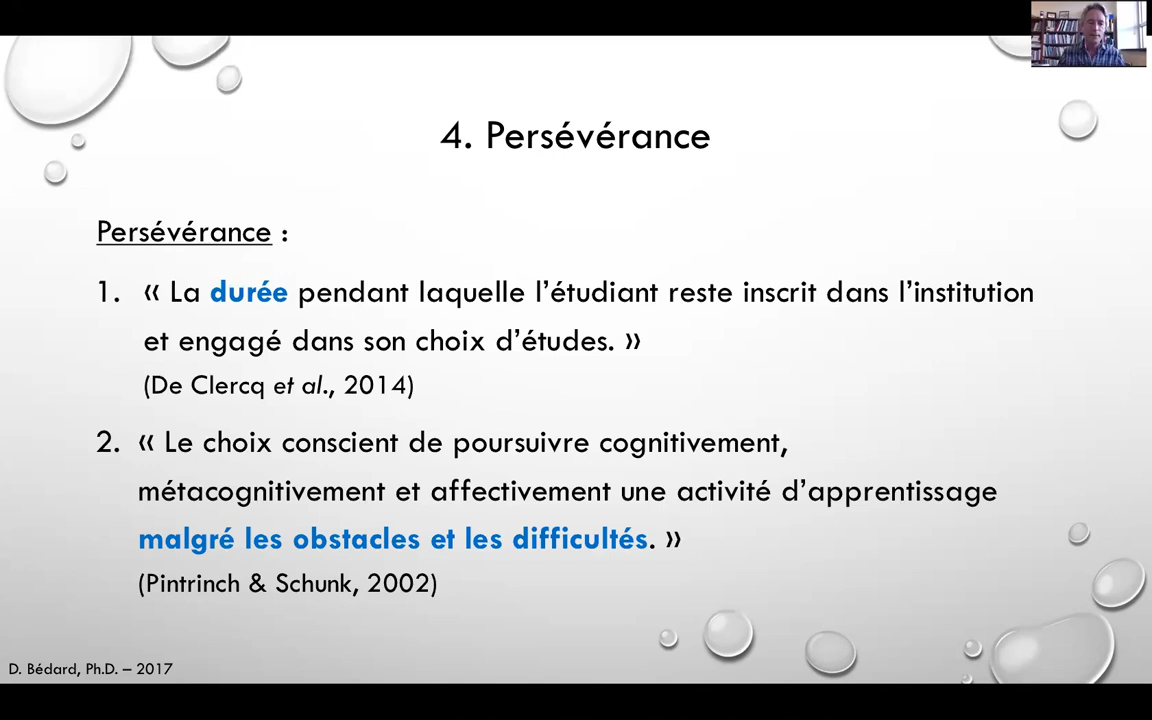 4. Persévérance
Persévérance :
1. « La durée pendant laquelle l’étudiant reste inscrit dans l’institution
et engagé dans son choix d’études. »
(De Clercq et al., 2014)
2. « Le choix conscient de poursuivre cognitivement,
métacognitivement et affectivement une activité d’apprentissage
malgré les obstacles et les difficultés. »
(Pintrinch & Schunk, 2002)
D. Bédard, Ph.D. – 2017